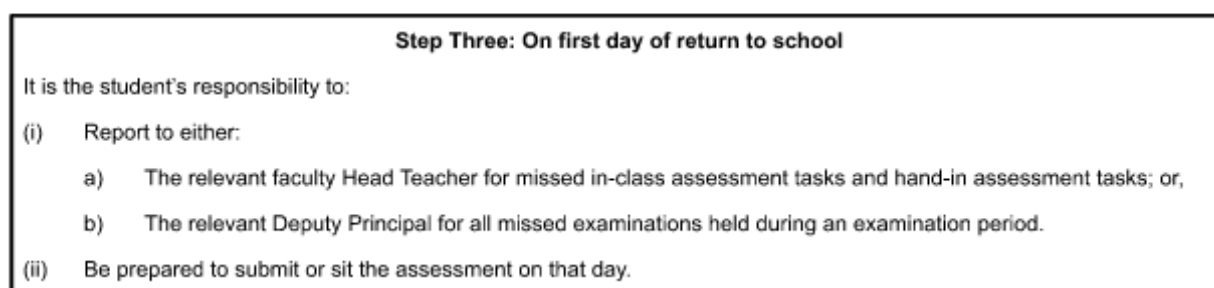 Step Three: On first day of return to school
It is the student's responsibility to:
(i) Report to either:
a) The relevant faculty Head Teacher for missed in-class assessment tasks and hand-in assessment tasks; or,
b) The relevant Deputy Principal for all missed examinations held during an examination period.
(ii) Be prepared to submit or sit the assessment on that day.